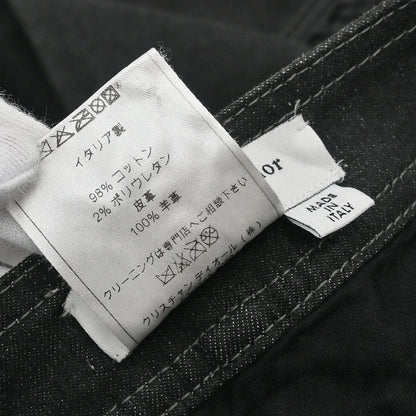 イタリア製
98% コットン
2% ポリウレタン
皮革
100% 羊革
クリーニングは専門店へご相談下さい
クリスチャン ディオール (株)
or
MADE
IN
ITALY